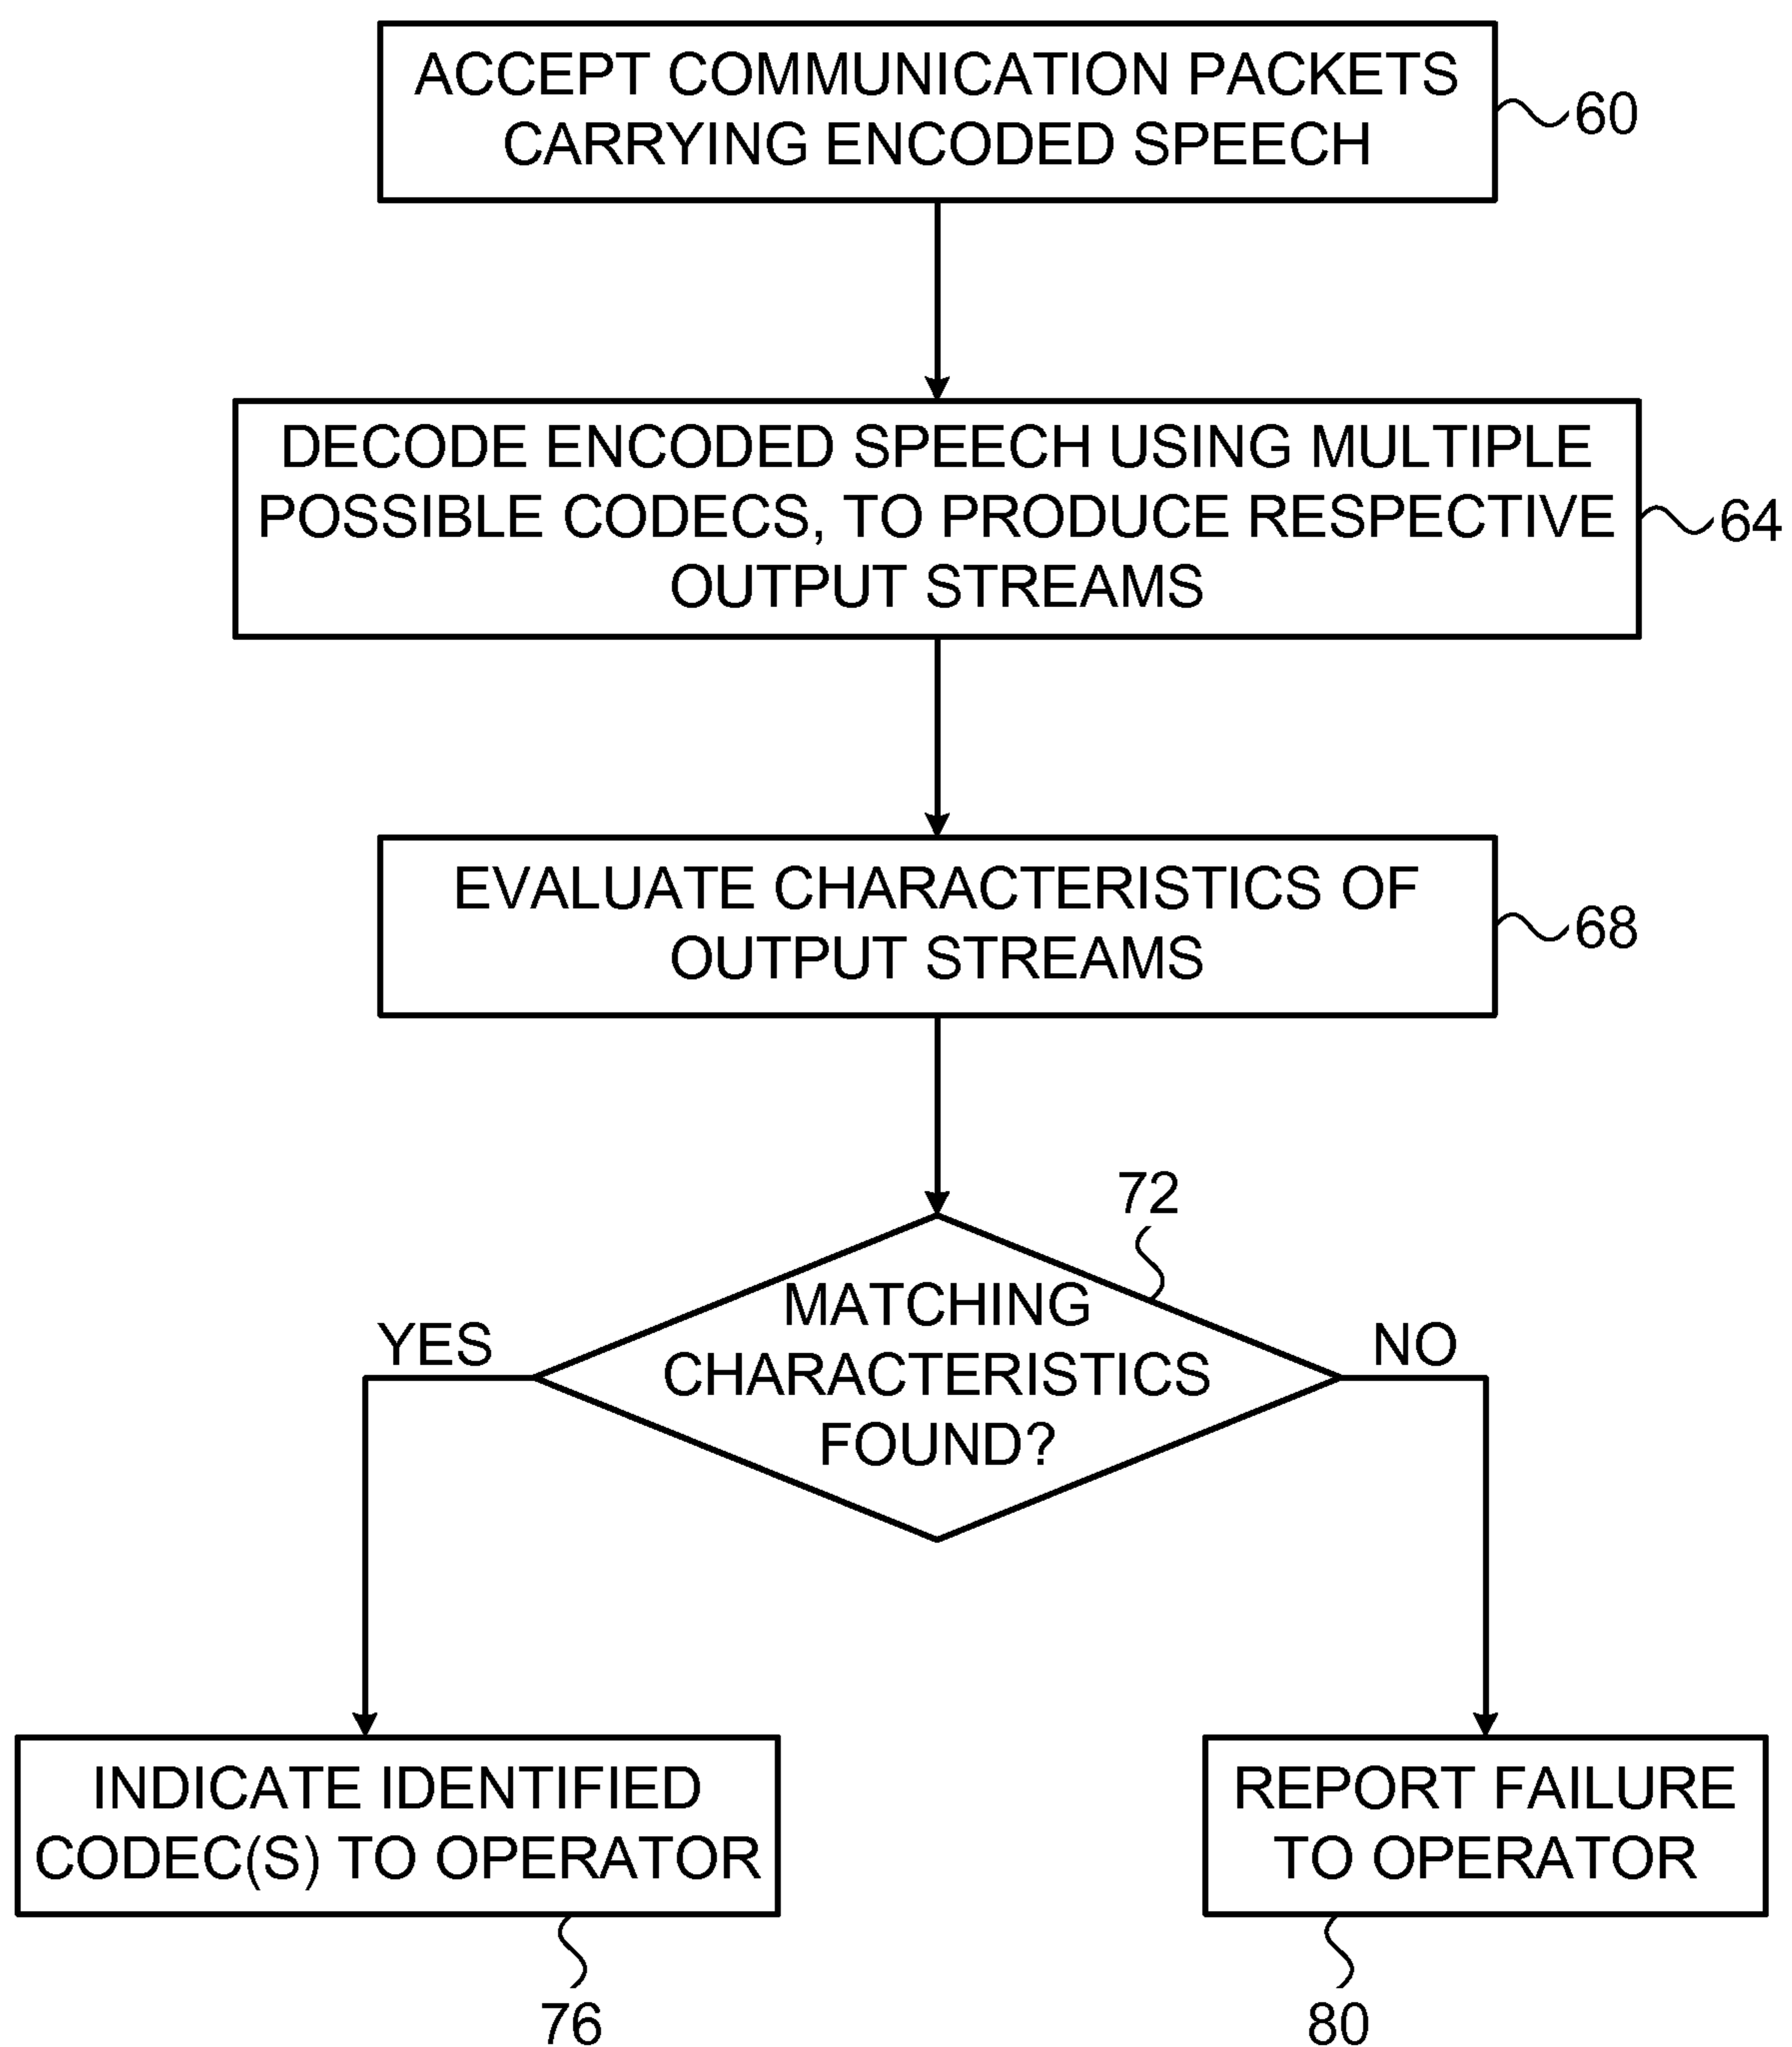 ACCEPT COMMUNICATION PACKETS
CARRYING ENCODED SPEECH
60
DECODE ENCODED SPEECH USING MULTIPLE
POSSIBLE CODECS, TO PRODUCE RESPECTIVE
OUTPUT STREAMS
64
EVALUATE CHARACTERISTICS OF
OUTPUT STREAMS
68
72
MATCHING
CHARACTERISTICS
FOUND?
YES
NO
INDICATE IDENTIFIED
CODEC(S) TO OPERATOR
76
REPORT FAILURE
TO OPERATOR
80